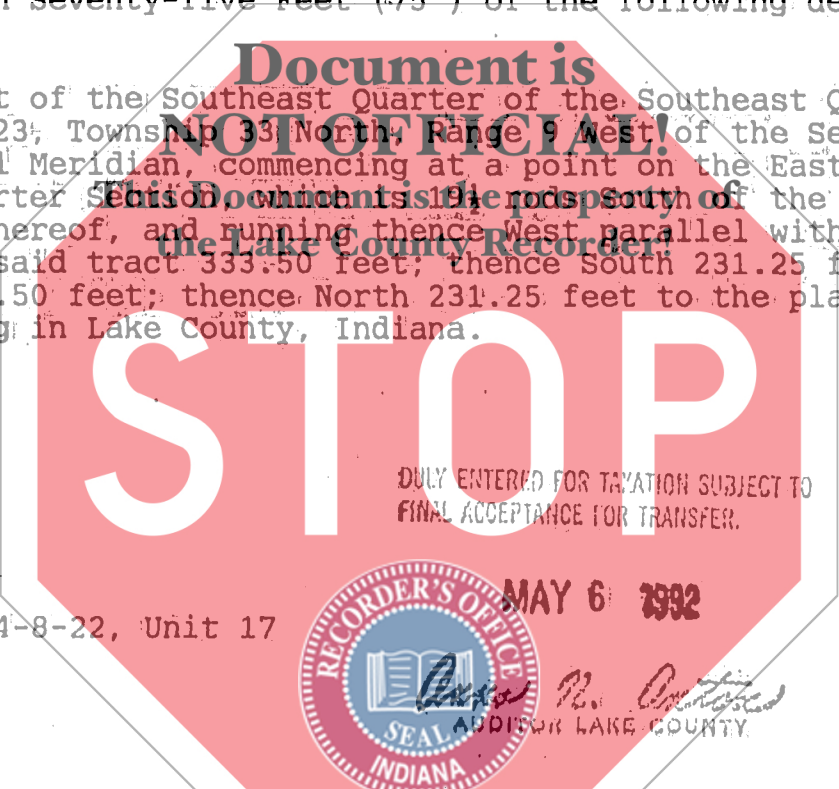 Seventy-five Feet (75') of the following de
Document is
t of the Southeast Quarter of the Southeast Q
23, Township 33 North, Range 9 West of the Se
NOT OFFICIAL!
l Meridian, commencing at a point on the East
rter Section, which is 94 rods South of the
This Document is the property of
hereof, and running thence West parallel with
the Lake County Recorder!
said tract 333.50 feet; thence South 231.25 f
.50 feet; thence North 231.25 feet to the pla
g in Lake County, Indiana.
STOP
DULY ENTERED FOR TAXATION SUBJECT TO
FINAL ACCEPTANCE FOR TRANSFER.
MAY 6 1992
4-8-22, Unit 17
RECORDER'S OFFICE
SEAL
INDIANA
AUDITOR LAKE COUNTY